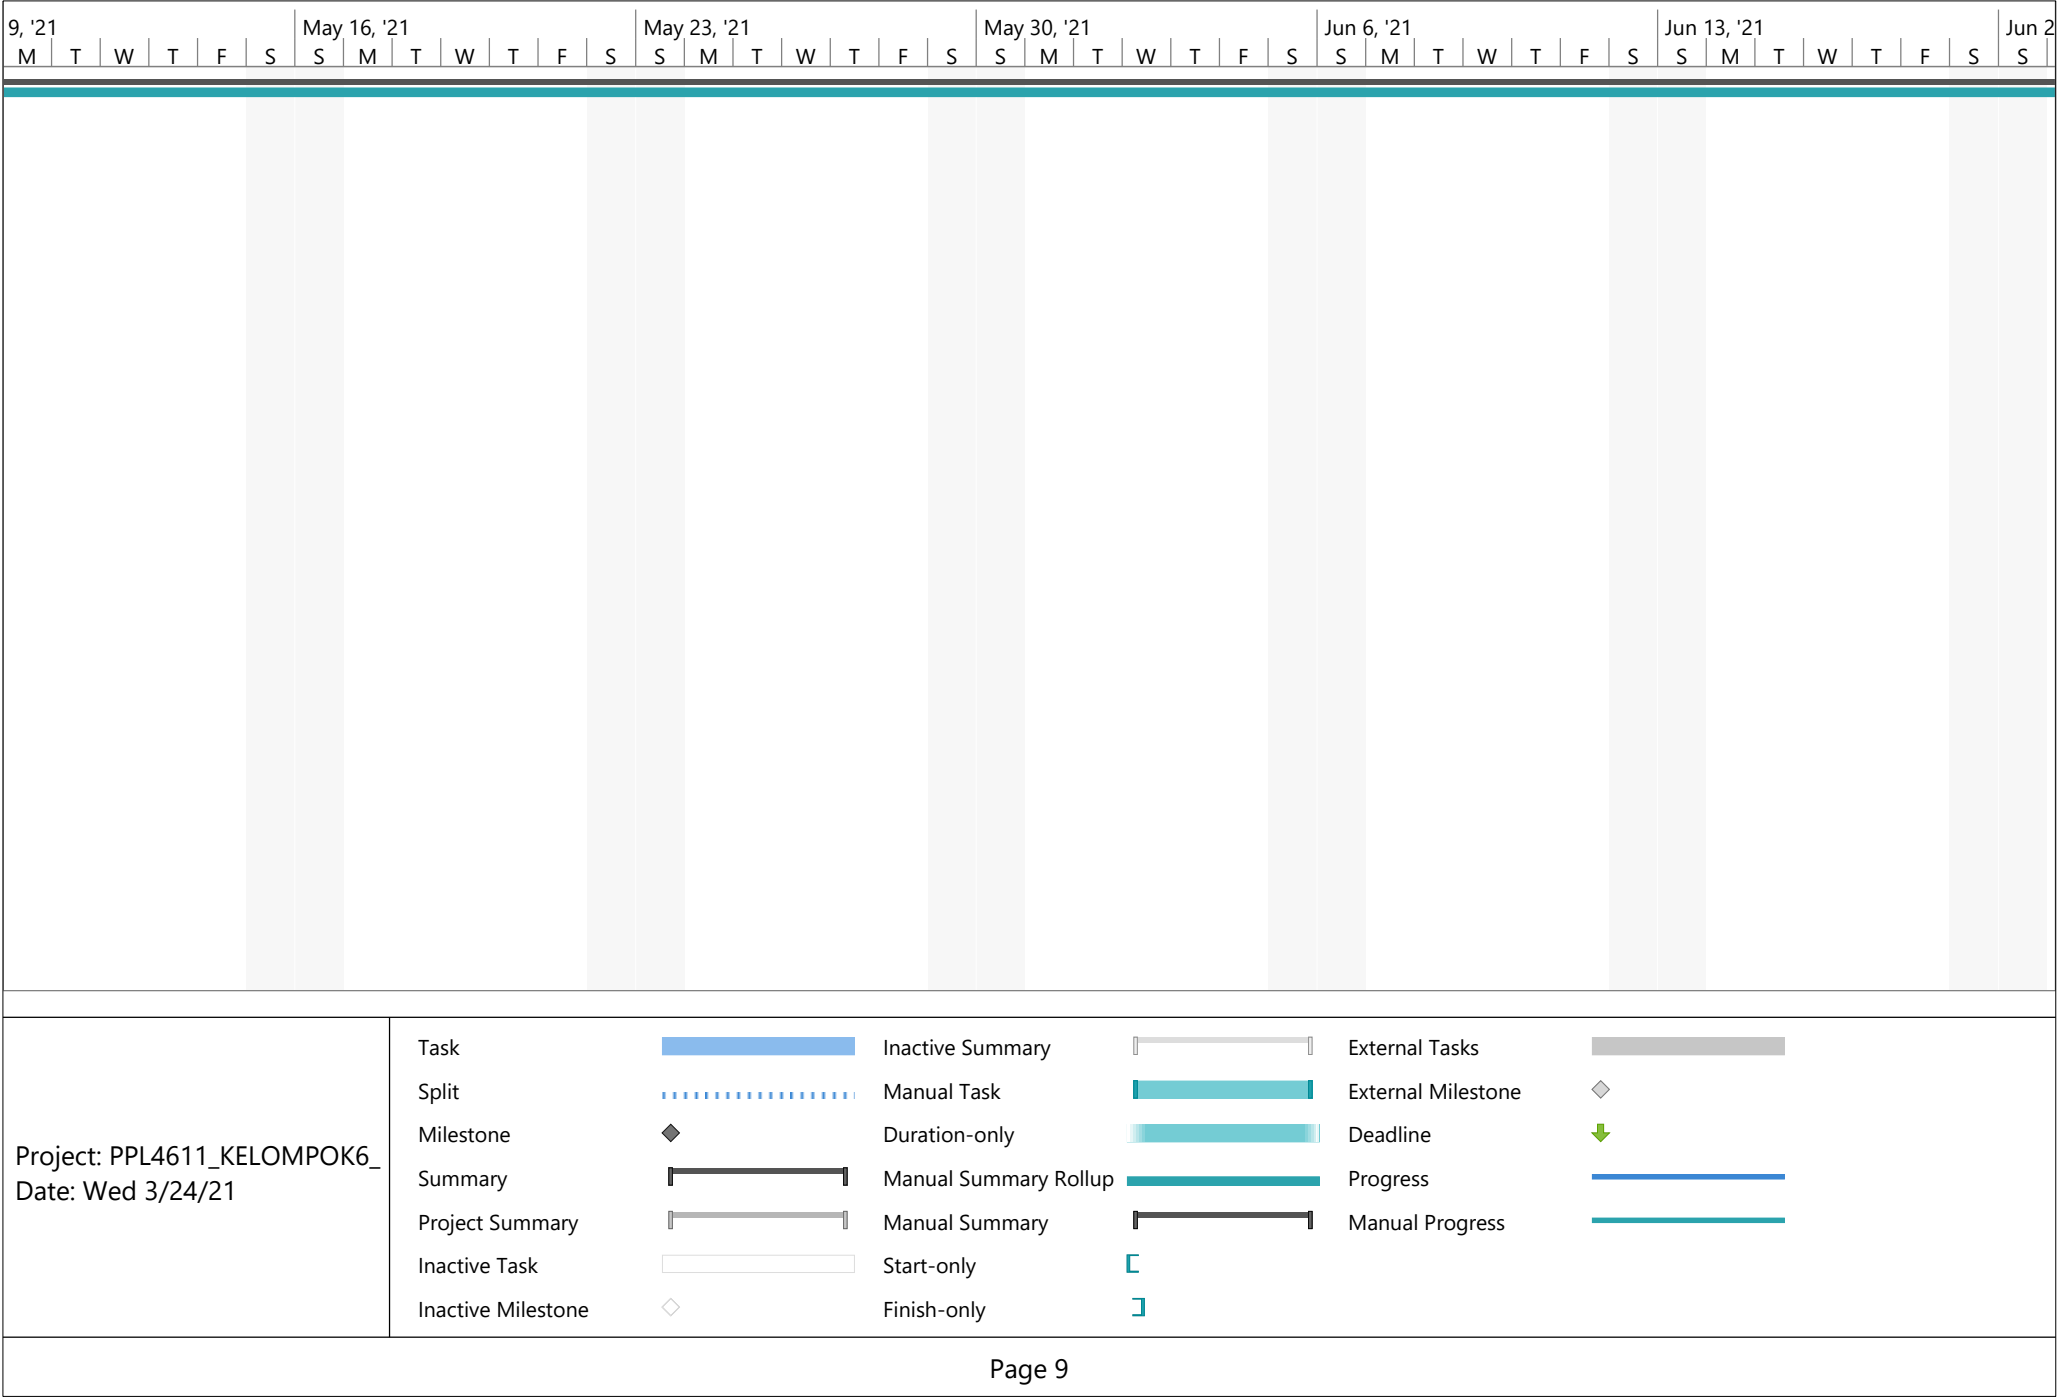 9, '21 May 16, '21 May 23, '21 May 30, '21 Jun 6, '21 Jun 13, '21 Jun 2
M T W T F S S M T W T F S S M T W T F S S M T W T F S S M T W T F S S M T W T F S S
Project: PPL4611_KELOMPOK6_
Date: Wed 3/24/21
Task
Split
Milestone
Summary
Project Summary
Inactive Task
Inactive Milestone
Inactive Summary
Manual Task
Duration-only
Manual Summary Rollup
Manual Summary
Start-only
Finish-only
External Tasks
External Milestone
Deadline
Progress
Manual Progress
Page 9